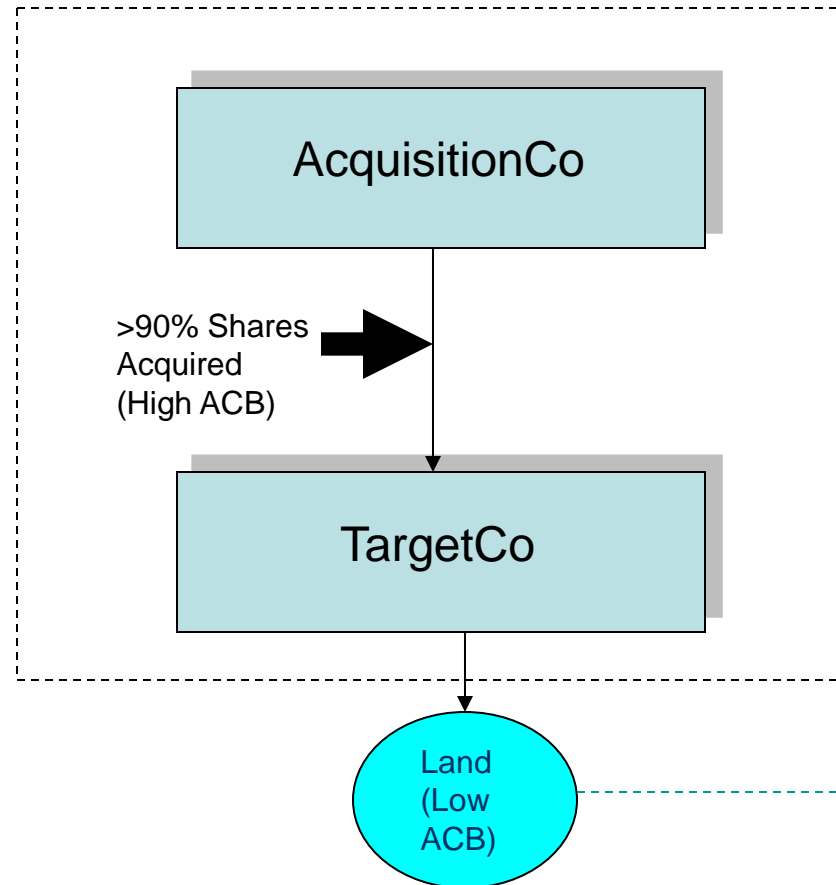 AcquisitionCo
>90% Shares
Acquired
(High ACB)
TargetCo
Land
(Low
ACB)